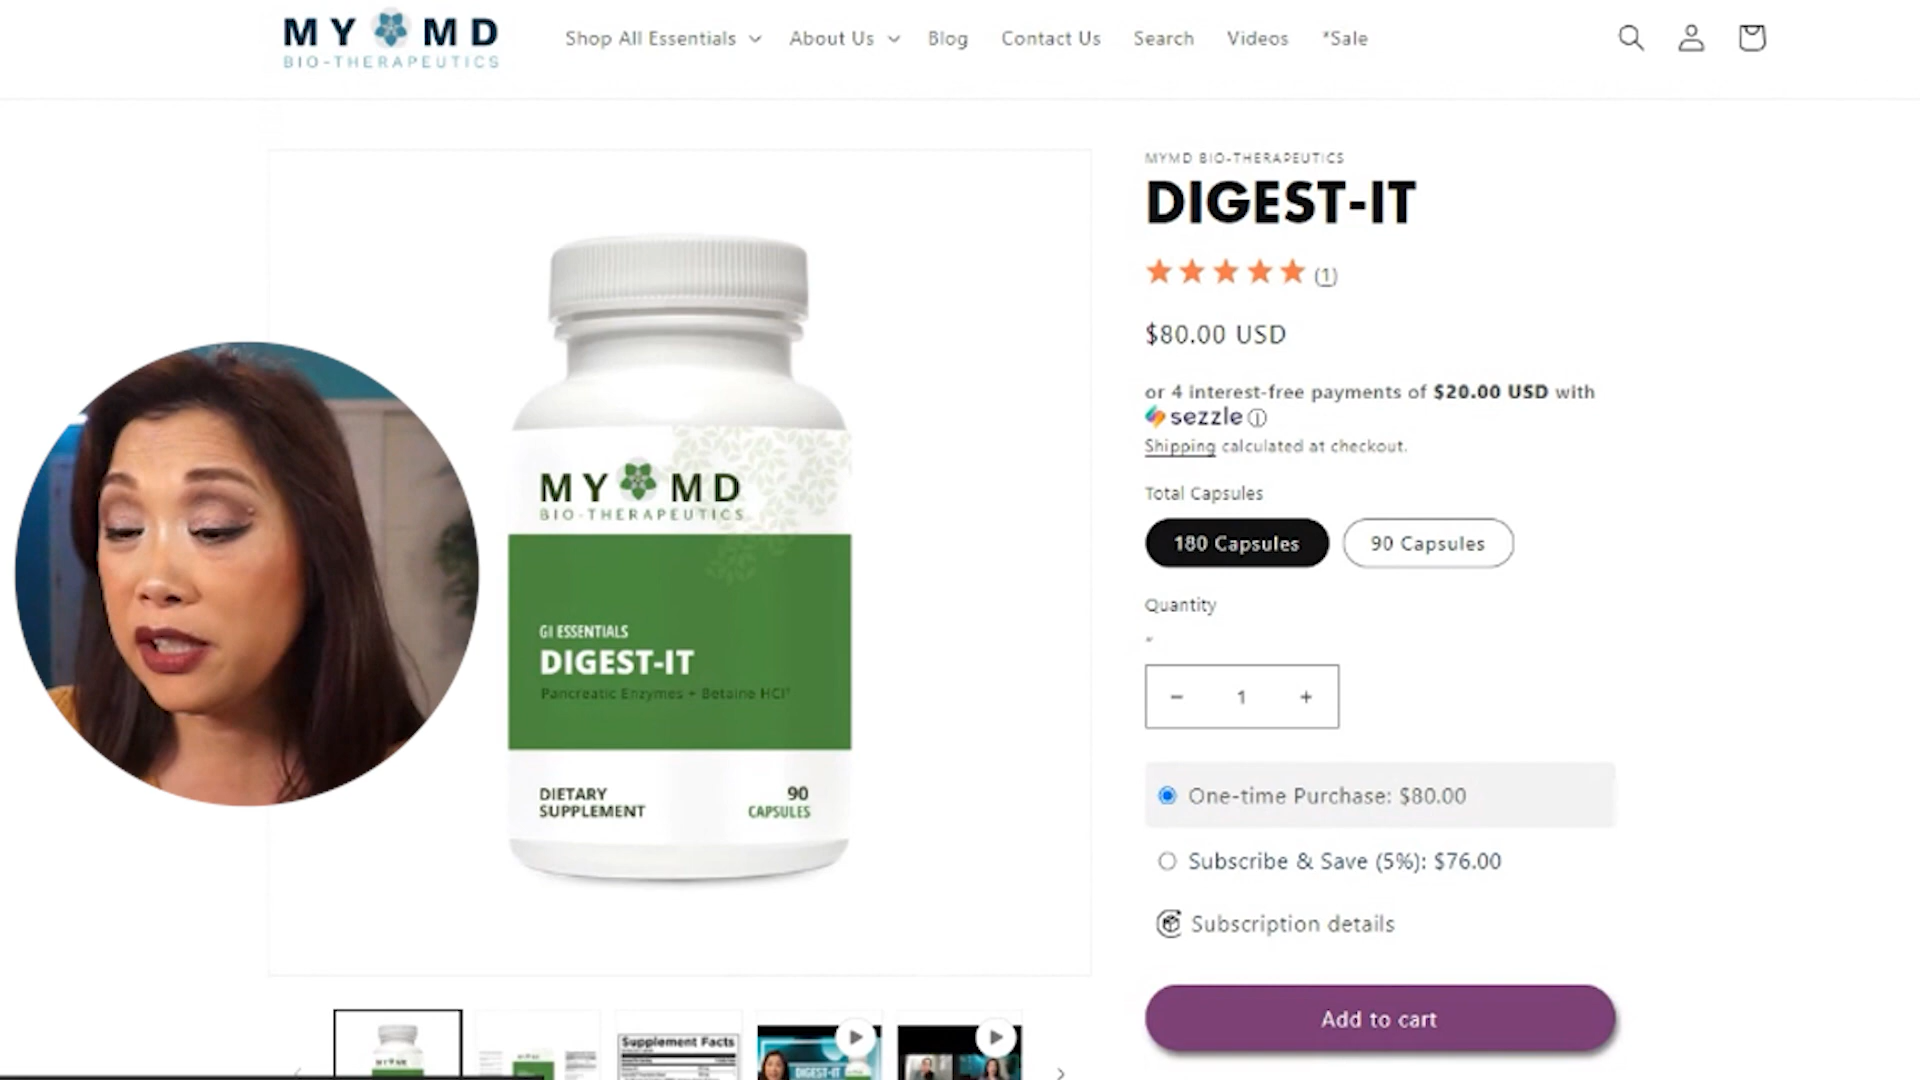 MY MD
BIO-THERAPEUTICS
Shop All Essentials
About Us
Blog
Contact Us
Search
Videos
*Sale
MY MD
BIO-THERAPEUTICS
GI ESSENTIALS
DIGEST-IT
Pancreatic Enzymes + Betaine HCl*
DIETARY
SUPPLEMENT
90
CAPSULES
MYMD BIO-THERAPEUTICS
DIGEST-IT
(1)
$80.00 USD
or 4 interest-free payments of $20.00 USD with
sezzle
Shipping calculated at checkout.
Total Capsules
180 Capsules
90 Capsules
Quantity
- 1 +
One-time Purchase: $80.00
Subscribe & Save (5%): $76.00
Subscription details
Add to cart
Supplement Facts
DIGEST-IT